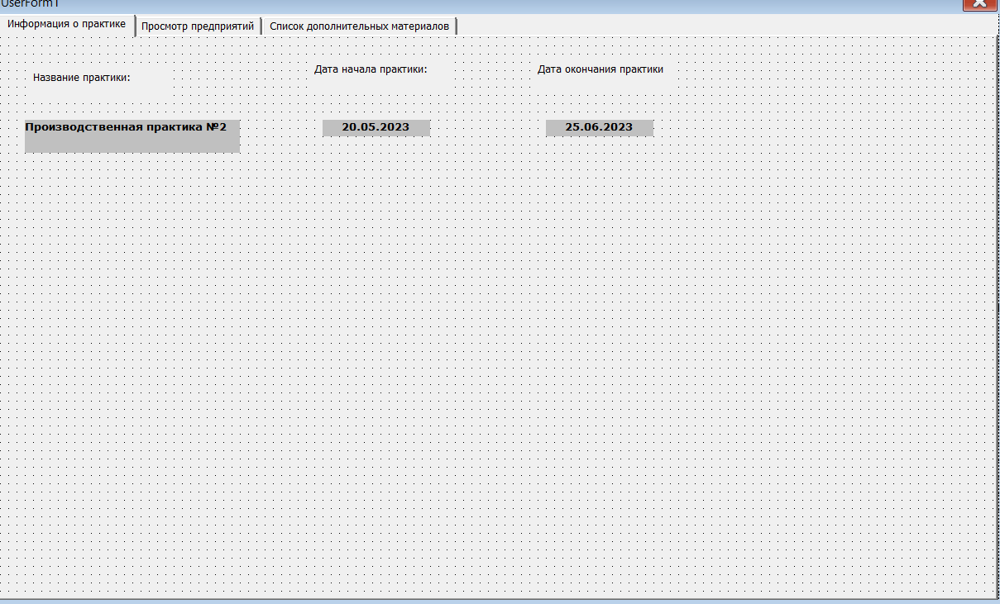 UserForm1
Информация о практике
Просмотр предприятий
Список дополнительных материалов
Название практики:
Дата начала практики:
Дата окончания практики
Производственная практика №2
20.05.2023
25.06.2023